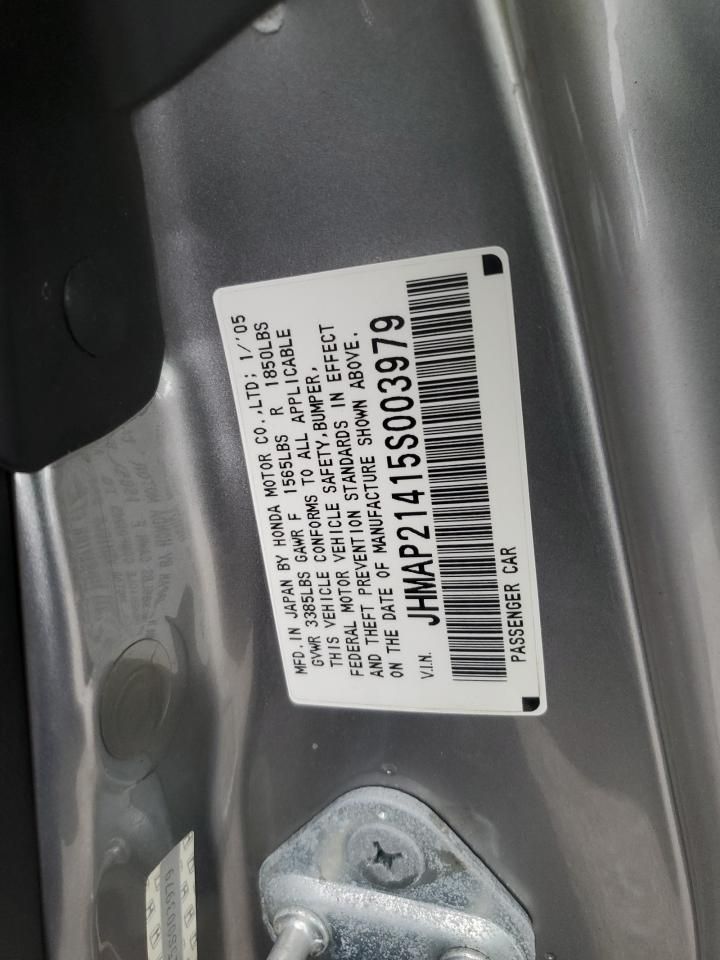 MFD. IN JAPAN BY HONDA MOTOR CO.,LTD; 1/'05
GVWR 3385LBS GAWR F 1565LBS R 1850LBS
THIS VEHICLE CONFORMS TO ALL APPLICABLE
FEDERAL MOTOR VEHICLE SAFETY,BUMPER,
AND THEFT PREVENTION STANDARDS IN EFFECT
ON THE DATE OF MANUFACTURE SHOWN ABOVE.
V.I.N. JHMAP21415S003979
PASSENGER CAR
5S003979